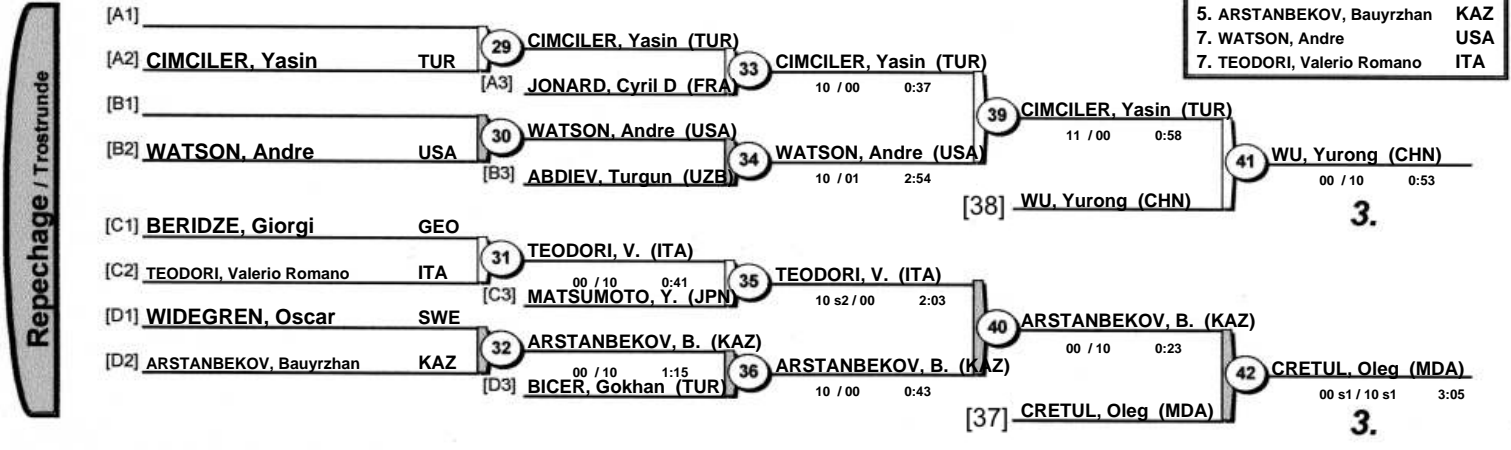 Repechage / Trostrunde
5. ARSTANBEKOV, Bauyrzhan KAZ
7. WATSON, Andre USA
7. TEODORI, Valerio Romano ITA
[A1]
[A2] CIMCILER, Yasin TUR
29
CIMCILER, Yasin (TUR)
[A3] JONARD, Cyril D (FRA)
33
CIMCILER, Yasin (TUR)
10 / 00 0:37
[B1]
[B2] WATSON, Andre USA
30
WATSON, Andre (USA)
[B3] ABDIEV, Turgun (UZB)
34
WATSON, Andre (USA)
10 / 01 2:54
39
CIMCILER, Yasin (TUR)
11 / 00 0:58
[38] WU, Yurong (CHN)
41
WU, Yurong (CHN)
00 / 10 0:53
3.
[C1] BERIDZE, Giorgi GEO
[C2] TEODORI, Valerio Romano ITA
31
TEODORI, V. (ITA)
00 / 10 0:41
[C3] MATSUMOTO, Y. (JPN)
35
TEODORI, V. (ITA)
10 s2 / 00 2:03
[D1] WIDEGREN, Oscar SWE
[D2] ARSTANBEKOV, Bauyrzhan KAZ
32
ARSTANBEKOV, B. (KAZ)
00 / 10 1:15
[D3] BICER, Gokhan (TUR)
36
ARSTANBEKOV, B. (KAZ)
10 / 00 0:43
40
ARSTANBEKOV, B. (KAZ)
00 / 10 0:23
[37] CRETUL, Oleg (MDA)
42
CRETUL, Oleg (MDA)
00 s1 / 10 s1 3:05
3.